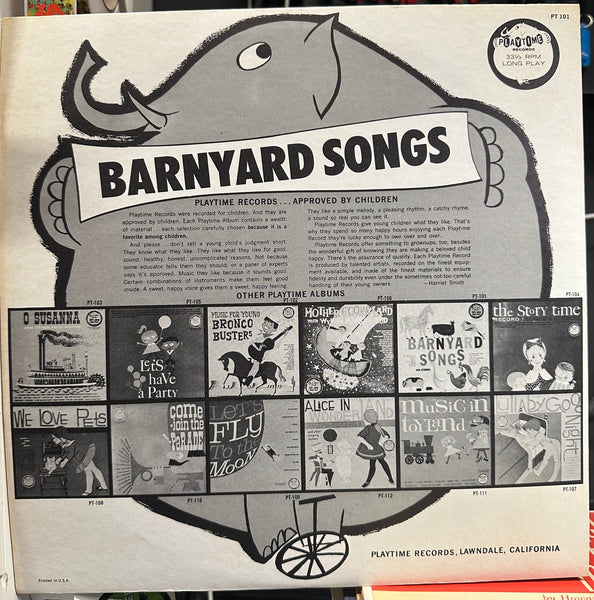 PT 101
PLAYTIME
RECORDS
33⅓ RPM
LONG PLAY
BARNYARD SONGS
PLAYTIME RECORDS...APPROVED BY CHILDREN
Playtime Records were recorded for children. And they are
approved by children. Each Playtime Album contains a wealth
of material... each selection carefully chosen because it is a
favorite among children.
And please...don't sell a young child's judgment short
They know what they like. They like what they like for good,
sound, healthy, honest, uncomplicated reasons. Not because
some educator tells them they should, or a panel of experts
says it's approved. Music they like because it sounds good
Certain combinations of instruments make them feel good
inside. A sweet, happy voice gives them a sweet, happy feeling
They like a simple melody, a pleasing rhythm, a catchy rhyme,
a sound so real you can see it.
Playtime Records give young children what they like. That's
why they spend so many happy hours enjoying each Playtime
Record they're lucky enough to own over and over.
Playtime Records offer something to grownups, too, besides
the wonderful gift of knowing they are making a beloved child
happy. There's the assurance of quality. Each Playtime Record
is produced by talented artists, recorded on the finest equip-
ment available, and made of the finest materials to ensure
fidelity and durability even under the sometimes not-too-careful
handling of their young owners. — Harriet Smith
OTHER PLAYTIME ALBUMS
PT-103
PT-105
PT-102
PT-106
PT-101
PT-104
O SUSANNA
LETS
have
a Party
MUSIC FOR YOUNG
BRONCO
BUSTERS
MOTHER GOOSELAND
BARNYARD
SONGS
the Story time
RECORD
WE LOVE Pets
come
join the
PARADE
LET'S
FLY
To the
Moon
ALICE IN
WONDERLAND
MUSIC in
toyland
LULLABY GOO
NIGHT
PT-108
PT-110
PT-109
PT-112
PT-111
PT-107
PLAYTIME RECORDS, LAWNDALE, CALIFORNIA
Printed in U.S.A.